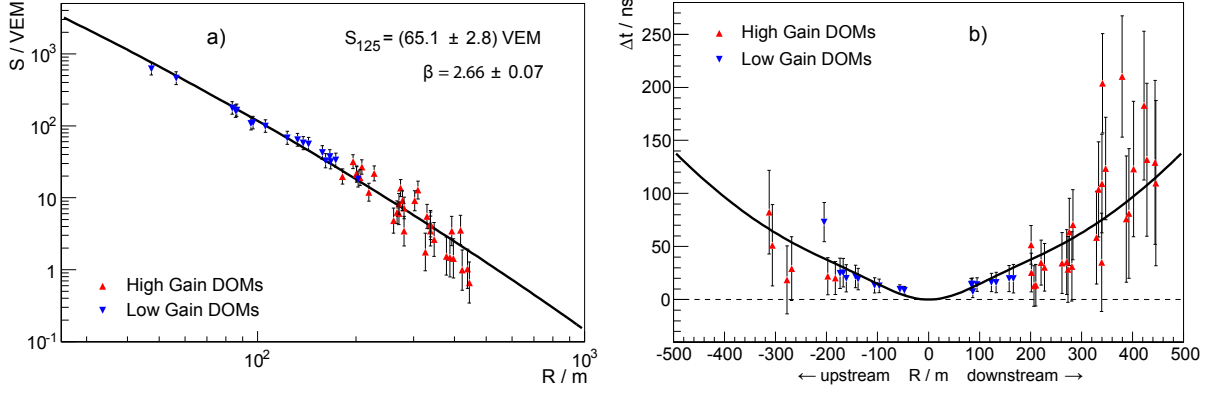 S / VEM
a)
S125 = (65.1 ± 2.8) VEM
β = 2.66 ± 0.07
10³
10²
10
1
10⁻¹
High Gain DOMs
Low Gain DOMs
10²
10³
R / m
Δt / ns
b)
High Gain DOMs
Low Gain DOMs
250
200
150
100
50
0
-500 -400 -300 -200 -100 0 100 200 300 400 500
← upstream R / m downstream →